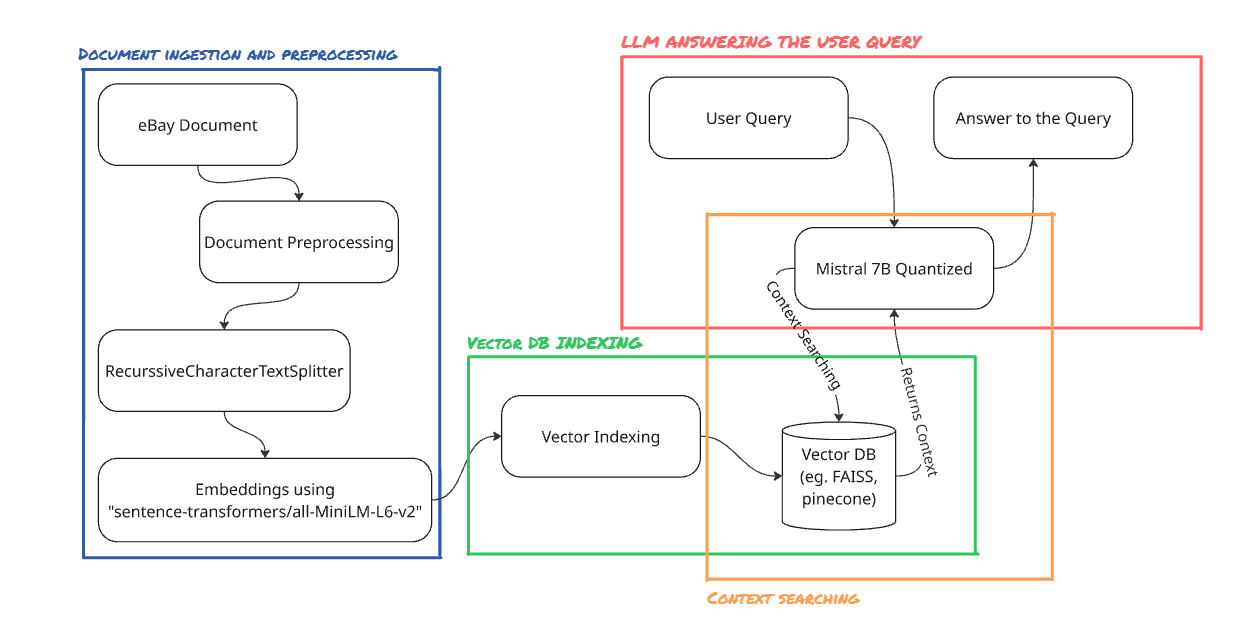 DOCUMENT INGESTION AND PREPROCESSING
eBay Document
Document Preprocessing
RecurssiveCharacterTextSplitter
Embeddings using
"sentence-transformers/all-MiniLM-L6-v2"
VECTOR DB INDEXING
Vector Indexing
Vector DB
(eg. FAISS,
pinecone)
LLM ANSWERING THE USER QUERY
User Query
Answer to the Query
Mistral 7B Quantized
Context Searching
Returns Context
CONTEXT SEARCHING